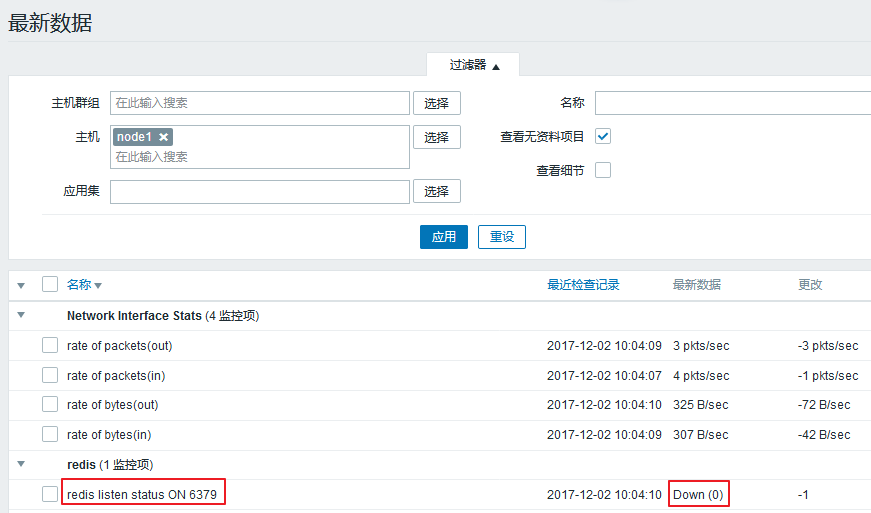 最新数据
过滤器 ▲
主机群组 在此输入搜索 选择 名称
主机 node1 ✖ 选择 查看无资料项目
在此输入搜索
查看细节
应用集 选择
应用 重设
名称 最近检查记录 最新数据 更改
Network Interface Stats (4 监控项)
rate of packets(out) 2017-12-02 10:04:09 3 pkts/sec -3 pkts/sec
rate of packets(in) 2017-12-02 10:04:07 4 pkts/sec -1 pkts/sec
rate of bytes(out) 2017-12-02 10:04:10 325 B/sec -72 B/sec
rate of bytes(in) 2017-12-02 10:04:09 307 B/sec -42 B/sec
redis (1 监控项)
redis listen status ON 6379 2017-12-02 10:04:10 Down (0) -1